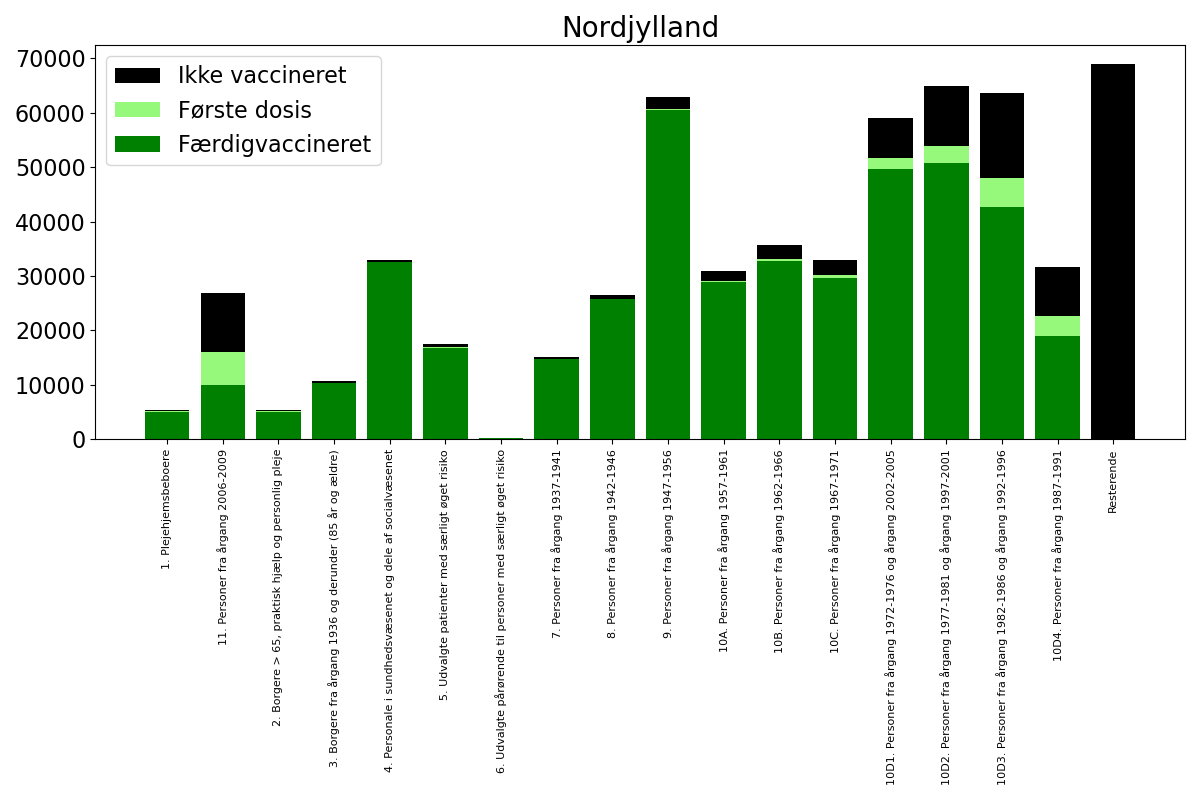 Nordjylland
70000
60000
50000
40000
30000
20000
10000
0
Ikke vaccineret
Første dosis
Færdigvaccineret
1. Plejehjemsbeboere
11. Personer fra årgang 2006-2009
2. Borgere > 65, praktisk hjælp og personlig pleje
3. Borgere fra årgang 1936 og derunder (85 år og ældre)
4. Personale i sundhedsvæsenet og dele af socialvæsenet
5. Udvalgte patienter med særligt øget risiko
6. Udvalgte pårørende til personer med særligt øget risiko
7. Personer fra årgang 1937-1941
8. Personer fra årgang 1942-1946
9. Personer fra årgang 1947-1956
10A. Personer fra årgang 1957-1961
10B. Personer fra årgang 1962-1966
10C. Personer fra årgang 1967-1971
10D1. Personer fra årgang 1972-1976 og årgang 2002-2005
10D2. Personer fra årgang 1977-1981 og årgang 1997-2001
10D3. Personer fra årgang 1982-1986 og årgang 1992-1996
10D4. Personer fra årgang 1987-1991
Resterende